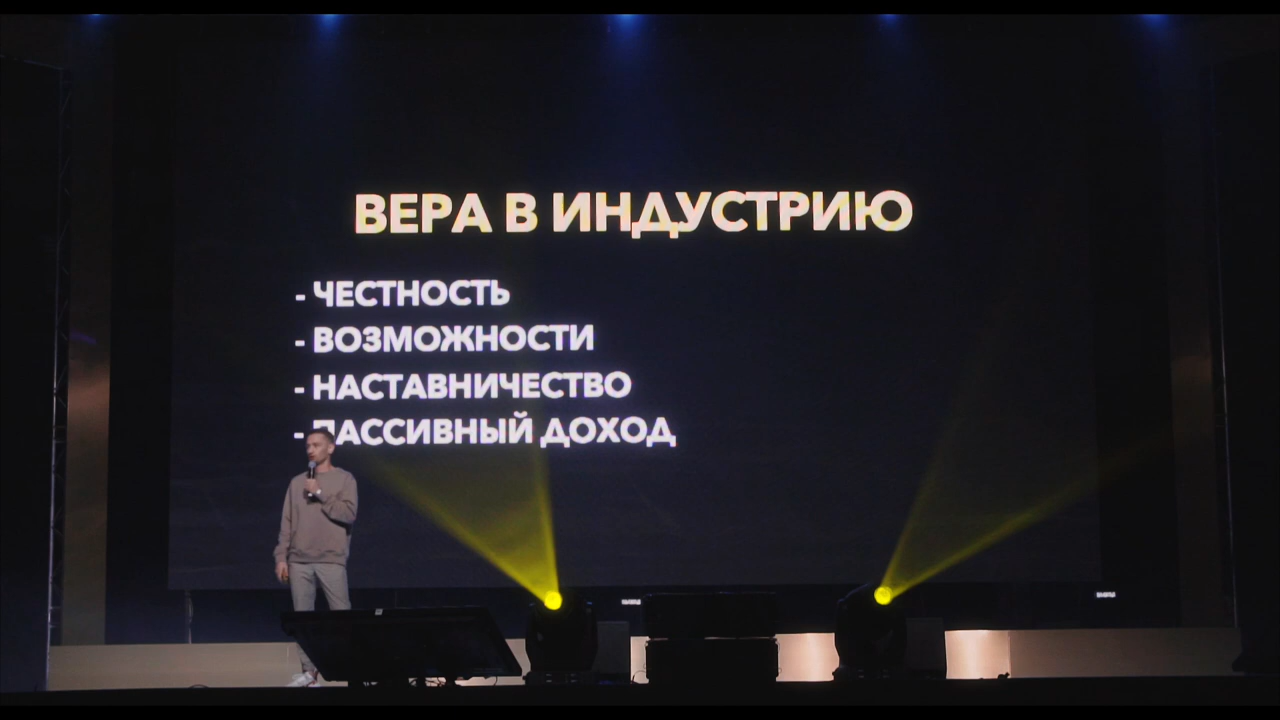 ВЕРА В ИНДУСТРИЮ
- ЧЕСТНОСТЬ
- ВОЗМОЖНОСТИ
- НАСТАВНИЧЕСТВО
- ПАССИВНЫЙ ДОХОД